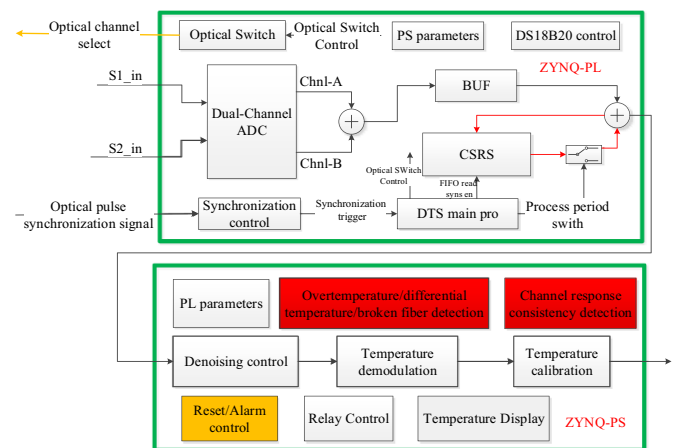 Optical channel
select
Optical Switch
Optical Switch
Control
PS parameters
DS18B20 control
ZYNQ-PL
S1_in
S2_in
Dual-Channel
ADC
Chnl-A
Chnl-B
BUF
CSRS
Optical SWitch
Control
FIFO read
syns en
Optical pulse
synchronization signal
Synchronization
control
Synchronization
trigger
DTS main pro
Process period
swith
PL parameters
Overtemperature/differential
temperature/broken fiber detection
Channel response
consistency detection
Denoising control
Temperature
demodulation
Temperature
calibration
Reset/Alarm
control
Relay Control
Temperature Display
ZYNQ-PS